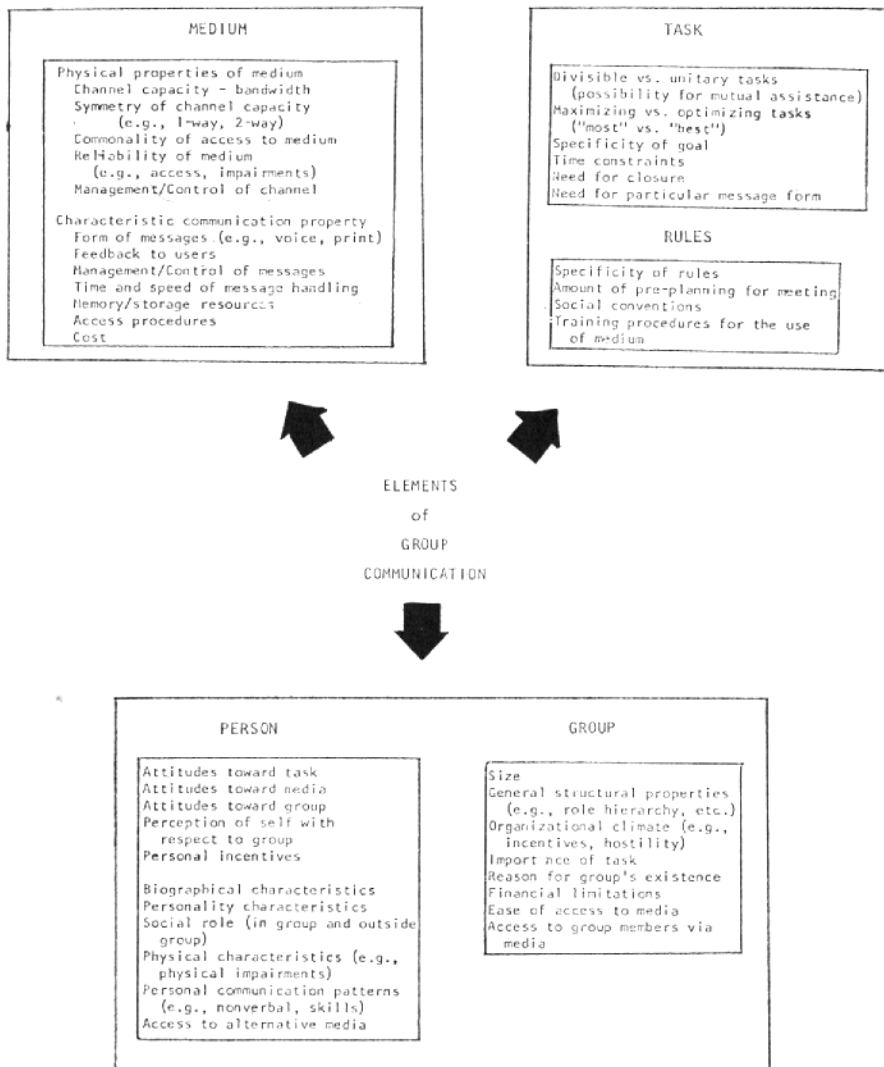 MEDIUM
Physical properties of medium
Channel capacity - bandwidth
Symmetry of channel capacity
(e.g., 1-way, 2-way)
Commonality of access to medium
Reliability of medium
(e.g., access, impairments)
Management/Control of channel
Characteristic communication property
Form of messages (e.g., voice, print)
Feedback to users
Management/Control of messages
Time and speed of message handling
Memory/storage resources
Access procedures
Cost
TASK
Divisible vs. unitary tasks
(possibility for mutual assistance)
Maximizing vs. optimizing tasks
("most" vs. "best")
Specificity of goal
Time constraints
Need for closure
Need for particular message form
RULES
Specificity of rules
Amount of pre-planning for meeting
Social conventions
Training procedures for the use
of medium
ELEMENTS
of
GROUP
COMMUNICATION
PERSON
Attitudes toward task
Attitudes toward media
Attitudes toward group
Perception of self with
respect to group
Personal incentives
Biographical characteristics
Personality characteristics
Social role (in group and outside
group)
Physical characteristics (e.g.,
physical impairments)
Personal communication patterns
(e.g., nonverbal, skills)
Access to alternative media
GROUP
Size
General structural properties
(e.g., role hierarchy, etc.)
Organizational climate (e.g.,
incentives, hostility)
Import nce of task
Reason for group's existence
Financial limitations
Ease of access to media
Access to group members via
media